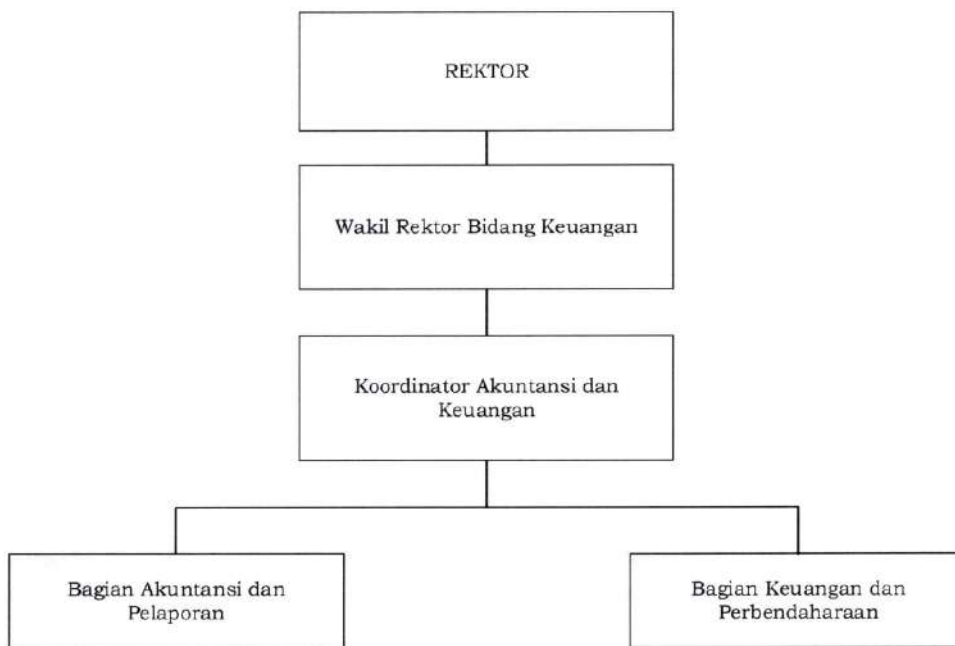 REKTOR
Wakil Rektor Bidang Keuangan
Koordinator Akuntansi dan
Keuangan
Bagian Akuntansi dan
Pelaporan
Bagian Keuangan dan
Perbendaharaan